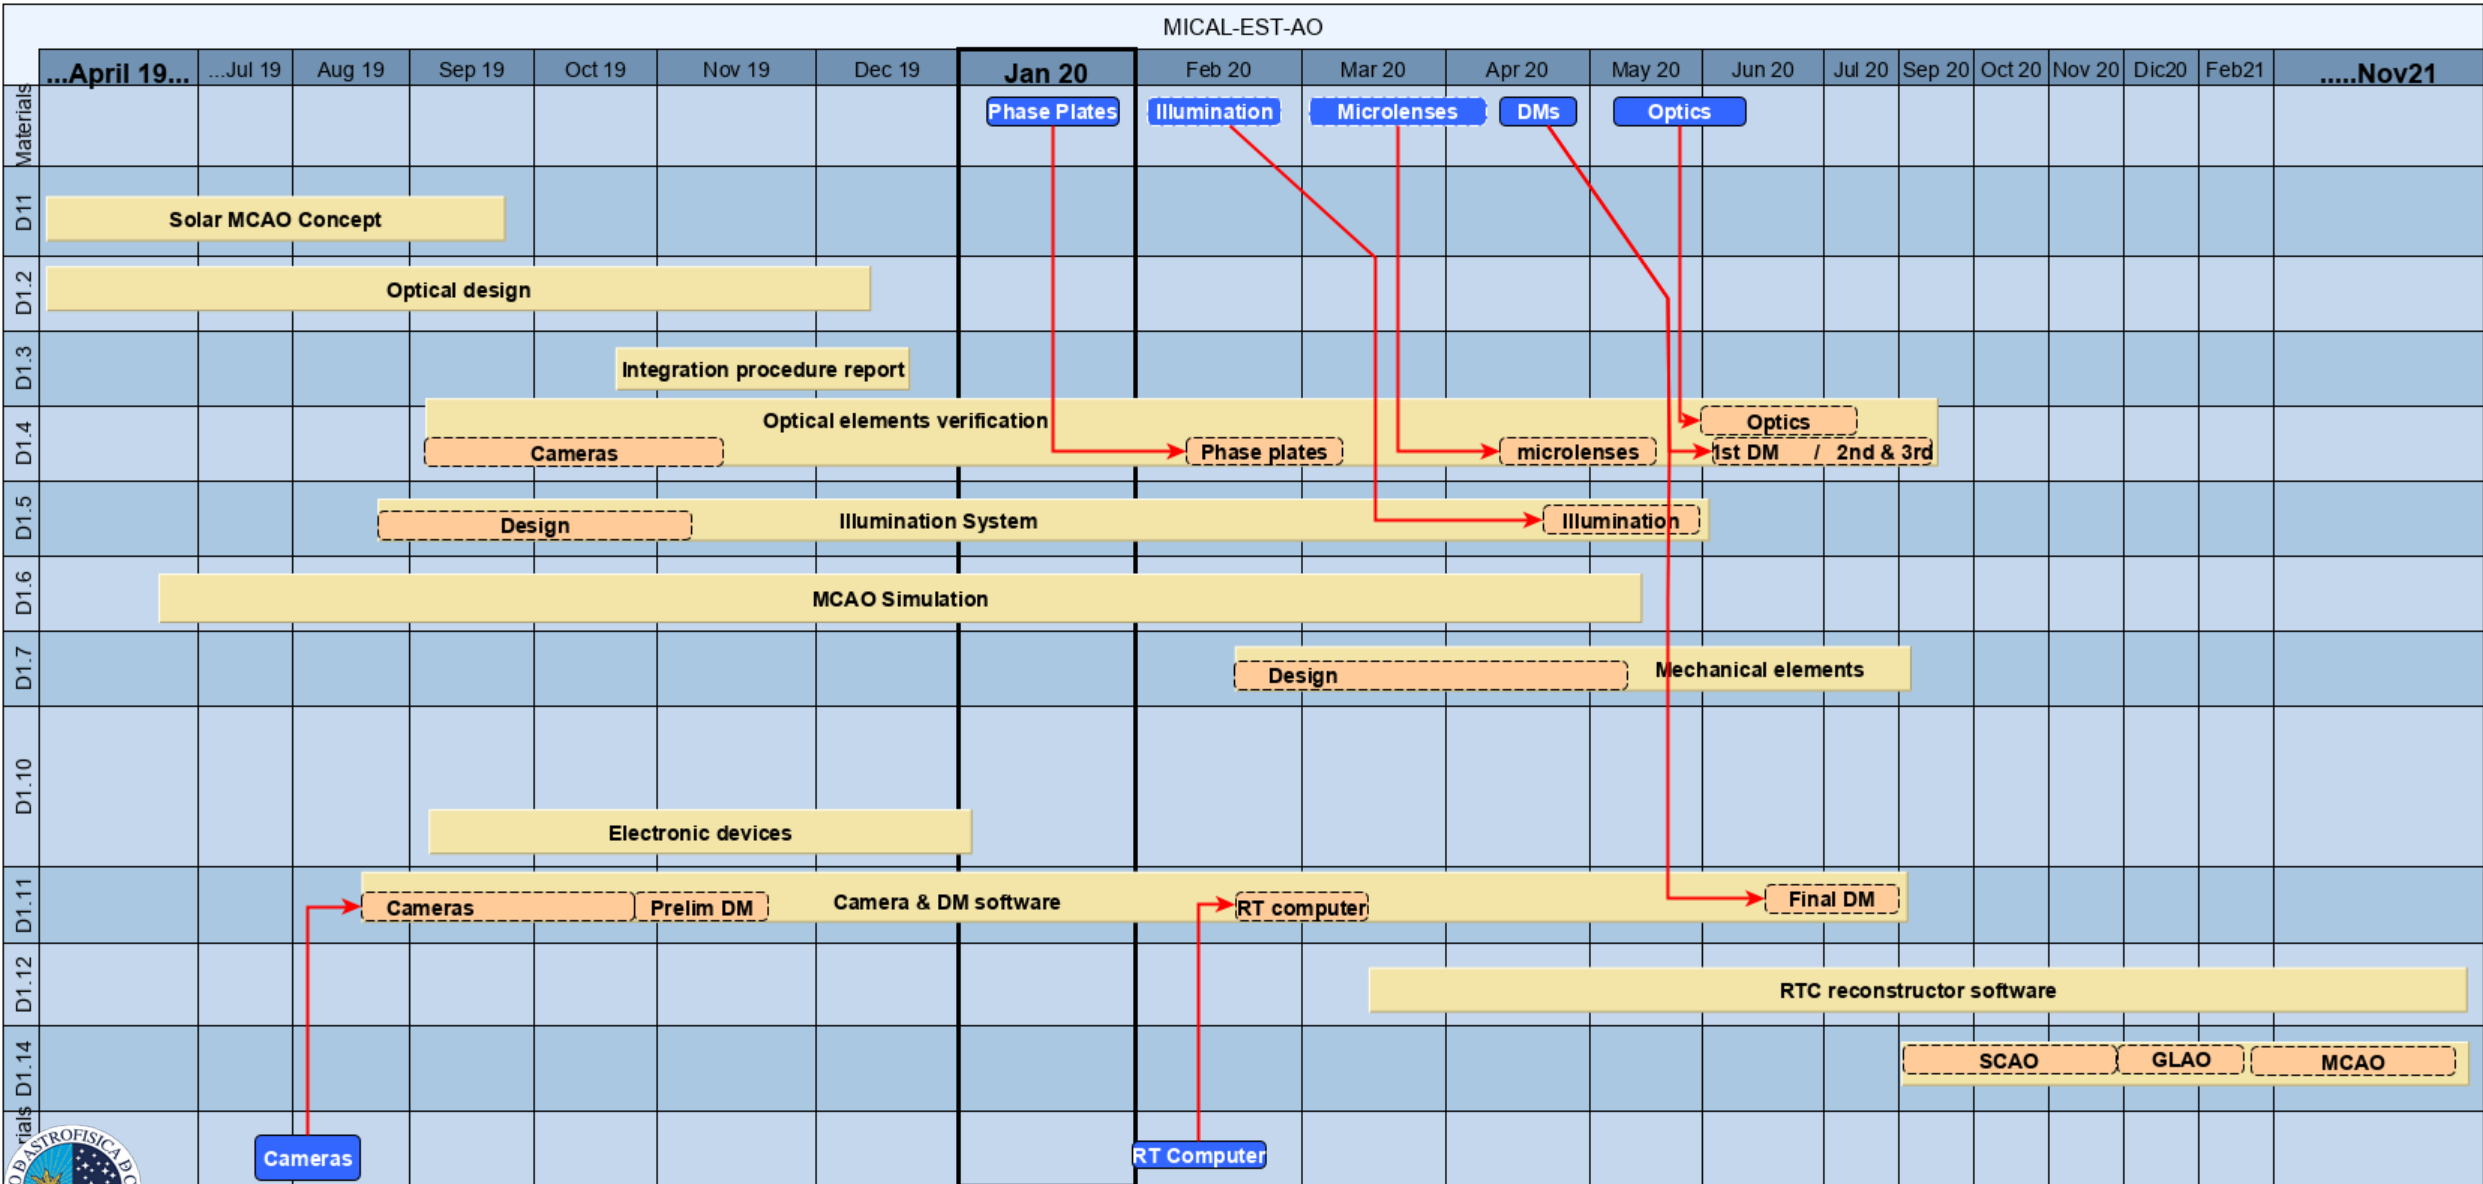 MICAL-EST-AO
...April 19... ...Jul 19 Aug 19 Sep 19 Oct 19 Nov 19 Dec 19 Jan 20 Feb 20 Mar 20 Apr 20 May 20 Jun 20 Jul 20 Sep 20 Oct 20 Nov 20 Dic20 Feb21 .....Nov21
Materials
Phase Plates Illumination Microlenses DMs Optics
D11
Solar MCAO Concept
D1.2
Optical design
D1.3
Integration procedure report
D1.4
Optical elements verification Optics
Cameras Phase plates microlenses 1st DM / 2nd & 3rd
D1.5
Design Illumination System Illumination
D1.6
MCAO Simulation
D1.7
Design Mechanical elements
D1.10
Electronic devices
D1.11
Cameras Prelim DM Camera & DM software RT computer Final DM
D1.12
RTC reconstructor software
D1.14
SCAO GLAO MCAO
rials
Cameras RT Computer
O D ASTROFISICA D C